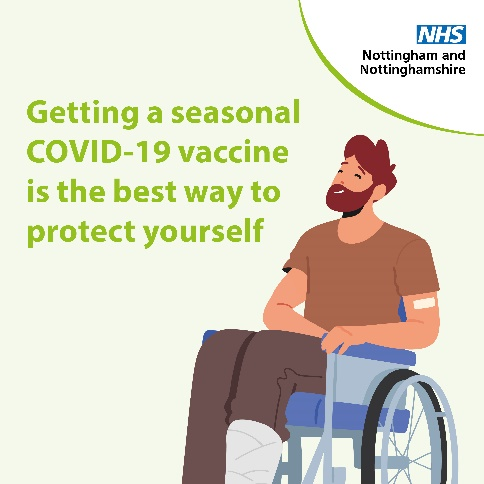 NHS
Nottingham and
Nottinghamshire
Getting a seasonal
COVID-19 vaccine
is the best way to
protect yourself